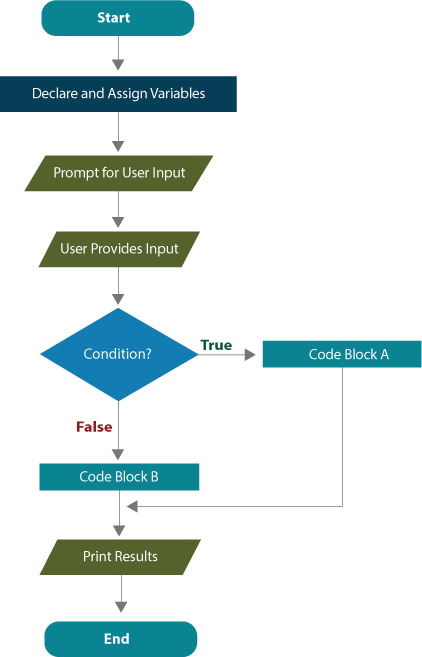 Start
Declare and Assign Variables
Prompt for User Input
User Provides Input
Condition?
True
Code Block A
False
Code Block B
Print Results
End